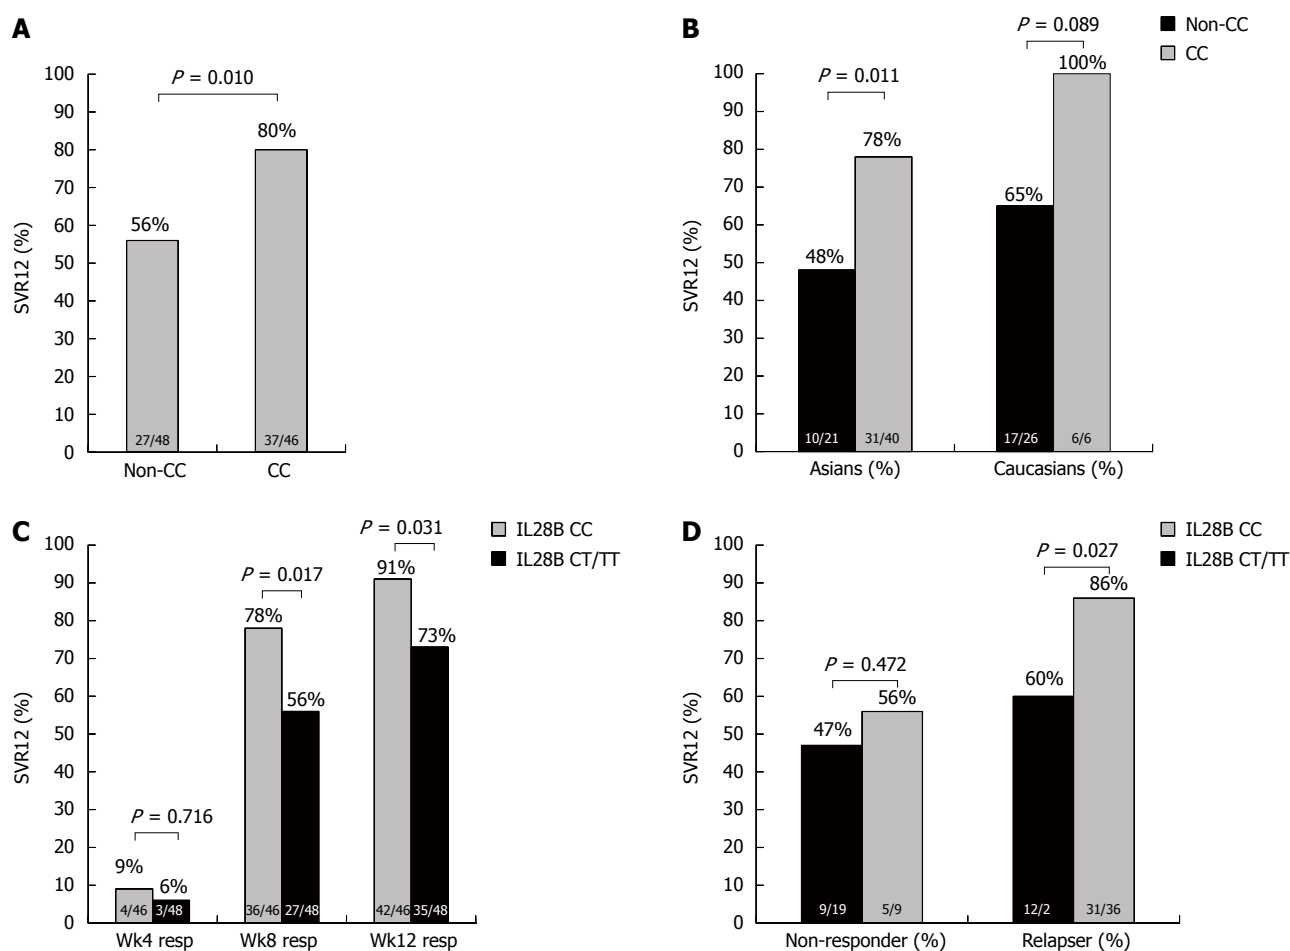 A
P = 0.010
100
90
80
70
60
50
40
30
20
10
0
SVR12 (%)
56%
80%
27/48
37/46
Non-CC
CC
B
Non-CC
CC
P = 0.089
P = 0.011
100
90
80
70
60
50
40
30
20
10
0
SVR12 (%)
48%
78%
65%
100%
10/21
31/40
17/26
6/6
Asians (%)
Caucasians (%)
C
IL28B CC
IL28B CT/TT
P = 0.031
P = 0.017
P = 0.716
100
90
80
70
60
50
40
30
20
10
0
SVR12 (%)
9%
6%
78%
56%
91%
73%
4/46
3/48
36/46
27/48
42/46
35/48
Wk4 resp
Wk8 resp
Wk12 resp
D
IL28B CC
IL28B CT/TT
P = 0.027
P = 0.472
100
90
80
70
60
50
40
30
20
10
0
SVR12 (%)
47%
56%
60%
86%
9/19
5/9
12/2
31/36
Non-responder (%)
Relapser (%)